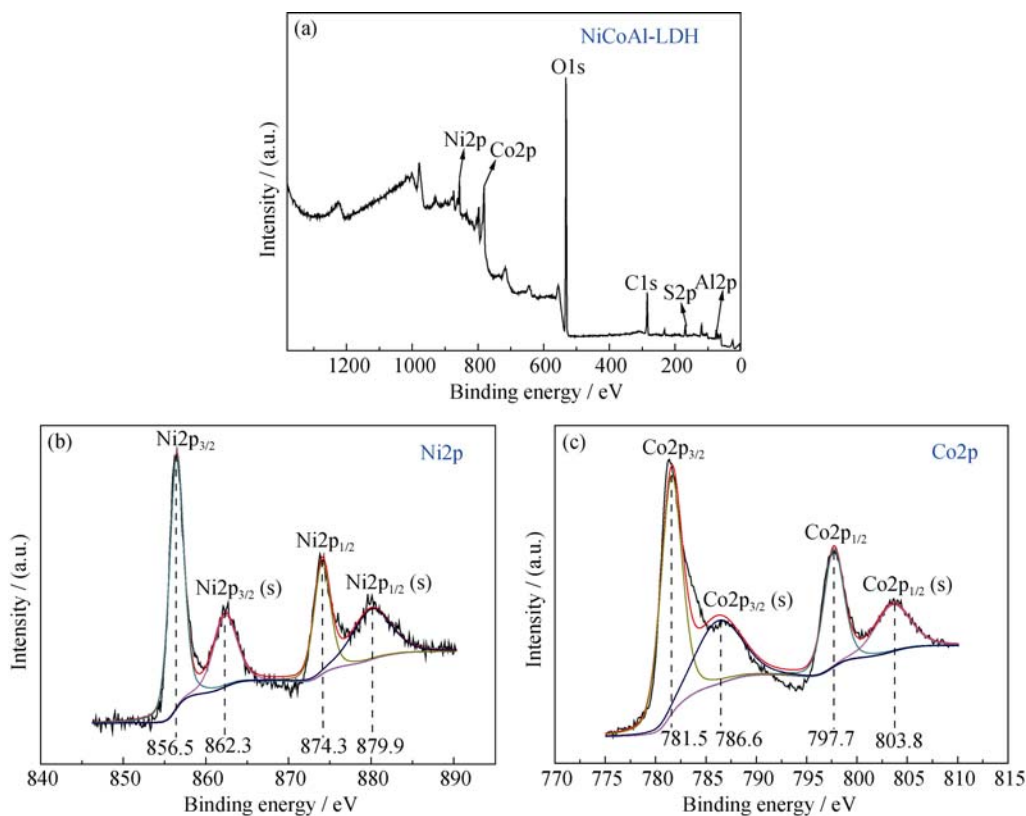 (a)
NiCoAl-LDH
O1s
Ni2p
Co2p
C1s
S2p
Al2p
Intensity / (a.u.)
1200 1000 800 600 400 200 0
Binding energy / eV
(b)
Ni2p
Ni2p3/2
Ni2p3/2 (s)
Ni2p1/2
Ni2p1/2 (s)
856.5 862.3 874.3 879.9
Intensity / (a.u.)
840 850 860 870 880 890
Binding energy / eV
(c)
Co2p
Co2p3/2
Co2p3/2 (s)
Co2p1/2
Co2p1/2 (s)
781.5 786.6 797.7 803.8
Intensity / (a.u.)
770 775 780 785 790 795 800 805 810 815
Binding energy / eV